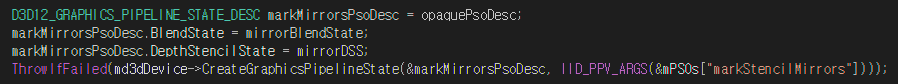 D3D12_GRAPHICS_PIPELINE_STATE_DESC markMirrorsPsoDesc = opaquePsoDesc;
markMirrorsPsoDesc.BlendState = mirrorBlendState;
markMirrorsPsoDesc.DepthStencilState = mirrorDSS;
ThrowIfFailed(md3dDevice->CreateGraphicsPipelineState(&markMirrorsPsoDesc, IID_PPV_ARGS(&mPSOs["markStencilMirrors"])));